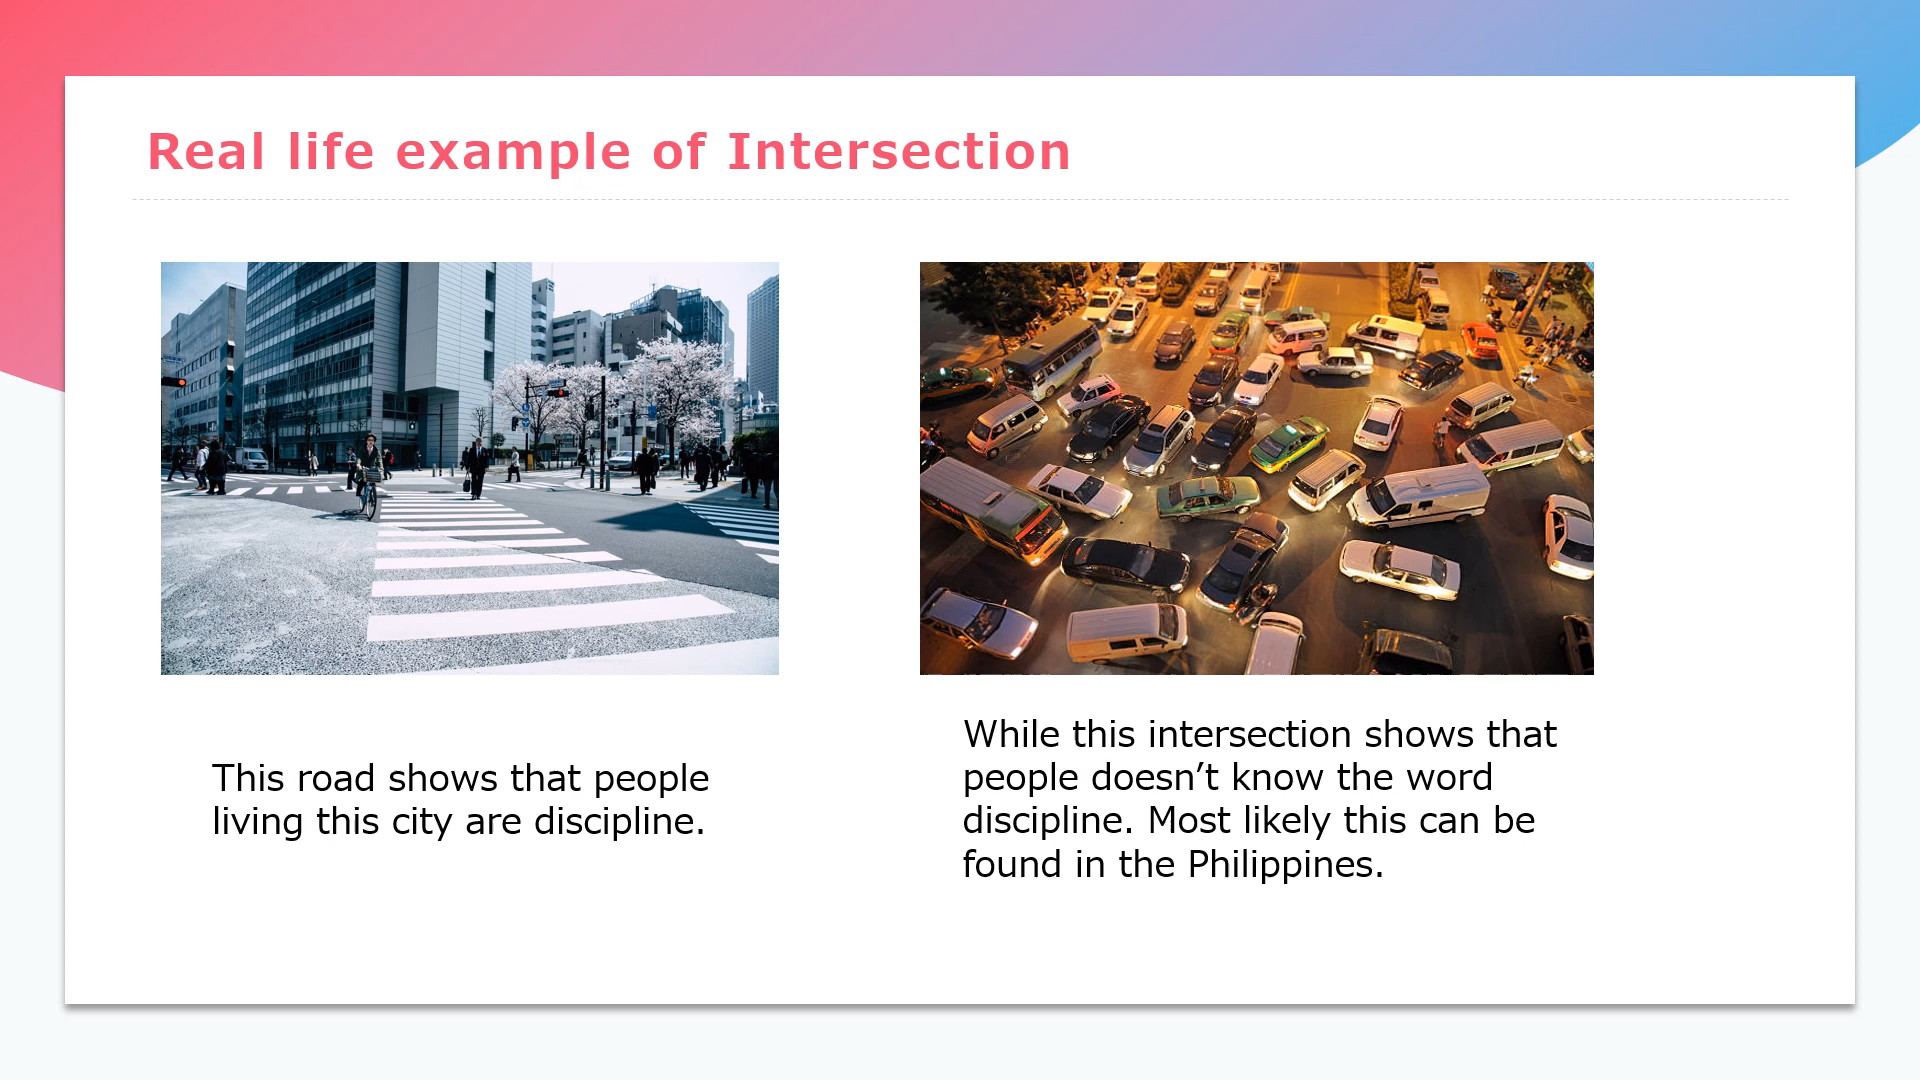 Real life example of Intersection
This road shows that people
living this city are discipline.
While this intersection shows that
people doesn’t know the word
discipline. Most likely this can be
found in the Philippines.